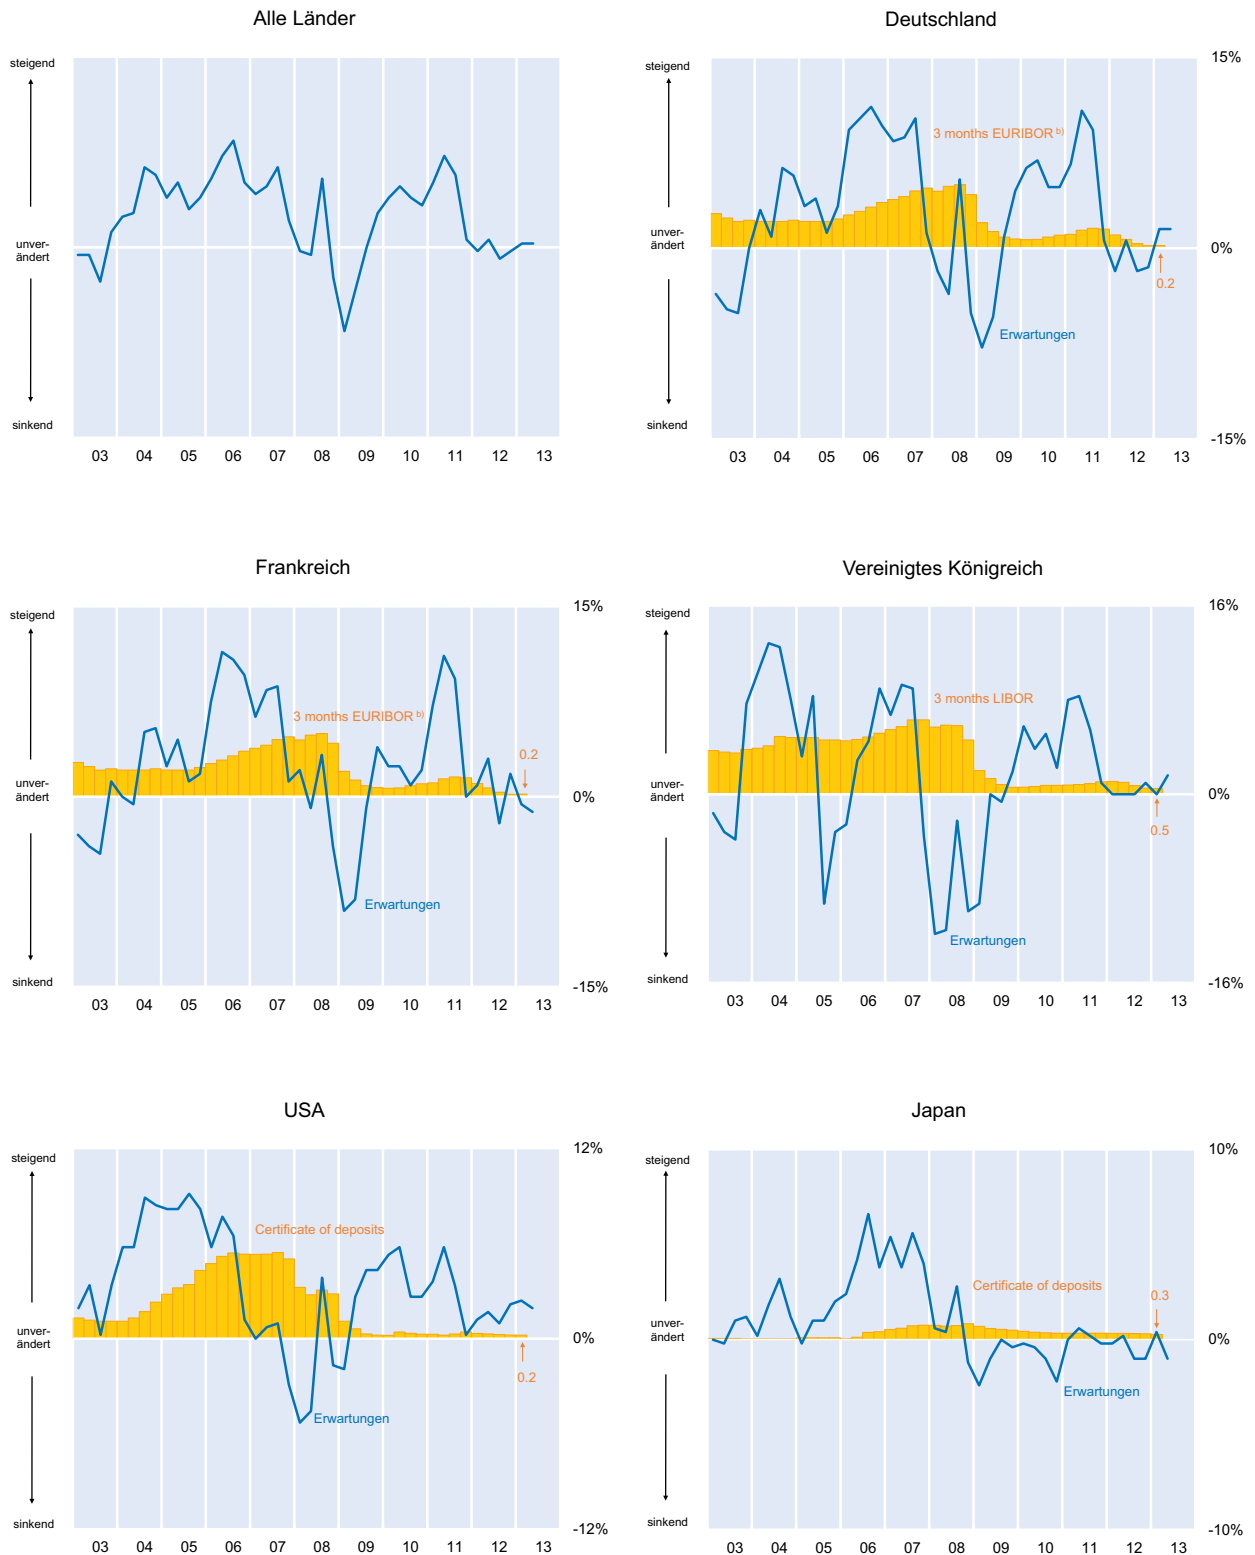 Alle Länder
steigend
unver-
ändert
sinkend
03 04 05 06 07 08 09 10 11 12 13
Deutschland
steigend
unver-
ändert
sinkend
15%
0%
-15%
3 months EURIBOR b)
0.2
Erwartungen
03 04 05 06 07 08 09 10 11 12 13
Frankreich
steigend
unver-
ändert
sinkend
15%
0%
-15%
3 months EURIBOR b)
0.2
Erwartungen
03 04 05 06 07 08 09 10 11 12 13
Vereinigtes Königreich
steigend
unver-
ändert
sinkend
16%
0%
-16%
3 months LIBOR
0.5
Erwartungen
03 04 05 06 07 08 09 10 11 12 13
USA
steigend
unver-
ändert
sinkend
12%
0%
-12%
Certificate of deposits
0.2
Erwartungen
03 04 05 06 07 08 09 10 11 12 13
Japan
steigend
unver-
ändert
sinkend
10%
0%
-10%
Certificate of deposits
0.3
Erwartungen
03 04 05 06 07 08 09 10 11 12 13